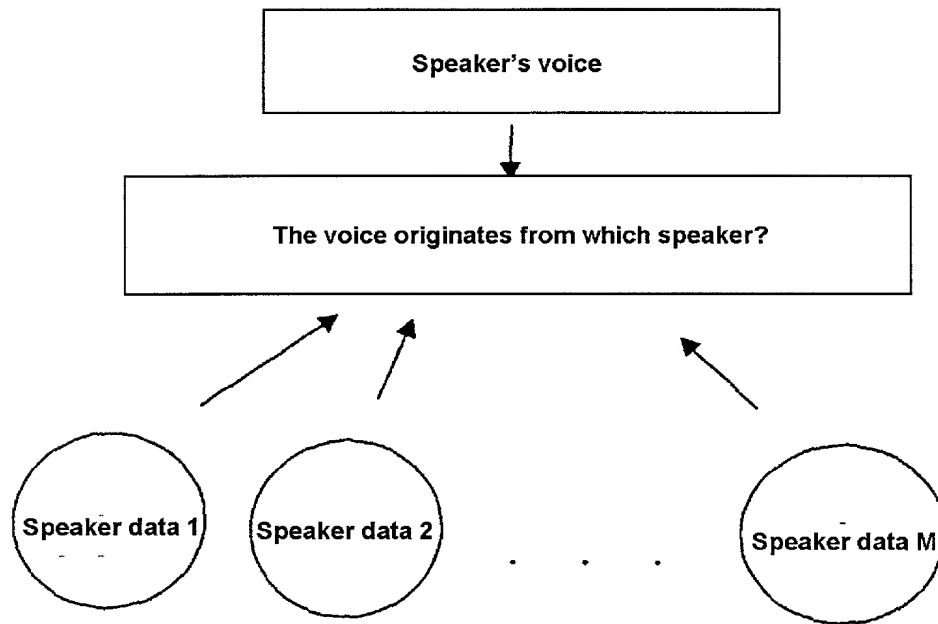 Speaker's voice
The voice originates from which speaker?
Speaker data 1
Speaker data 2
. . .
Speaker data M